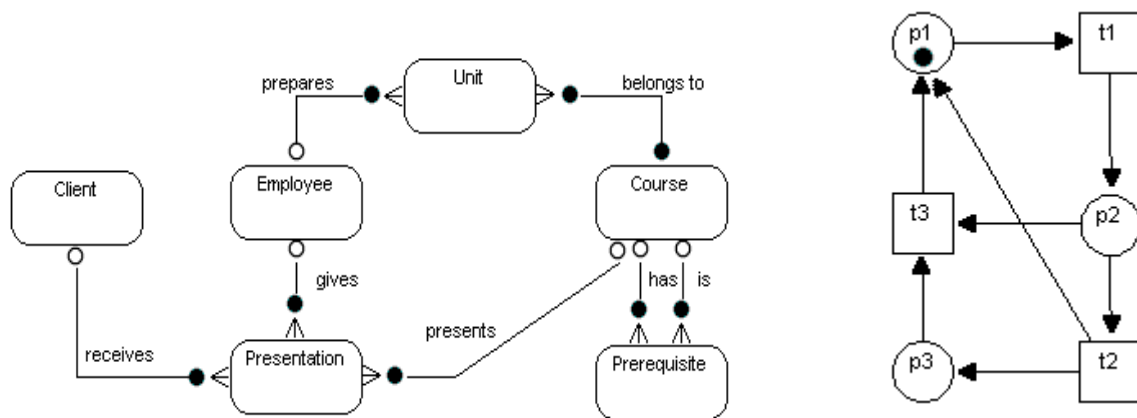 Unit
prepares
belongs to
Client
Employee
Course
gives
has
is
receives
presents
Presentation
Prerequisite
p1
t1
t3
p2
p3
t2